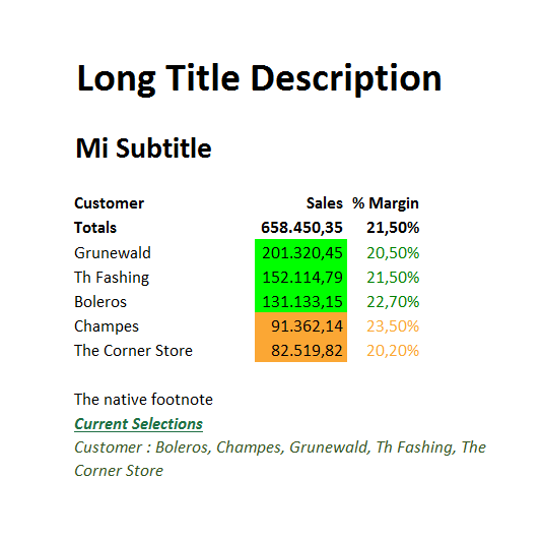 Long Title Description
Mi Subtitle
Customer Sales % Margin
Totals 658.450,35 21,50%
Grunewald 201.320,45 20,50%
Th Fashing 152.114,79 21,50%
Boleros 131.133,15 22,70%
Champes 91.362,14 23,50%
The Corner Store 82.519,82 20,20%
The native footnote
Current Selections
Customer : Boleros, Champes, Grunewald, Th Fashing, The
Corner Store